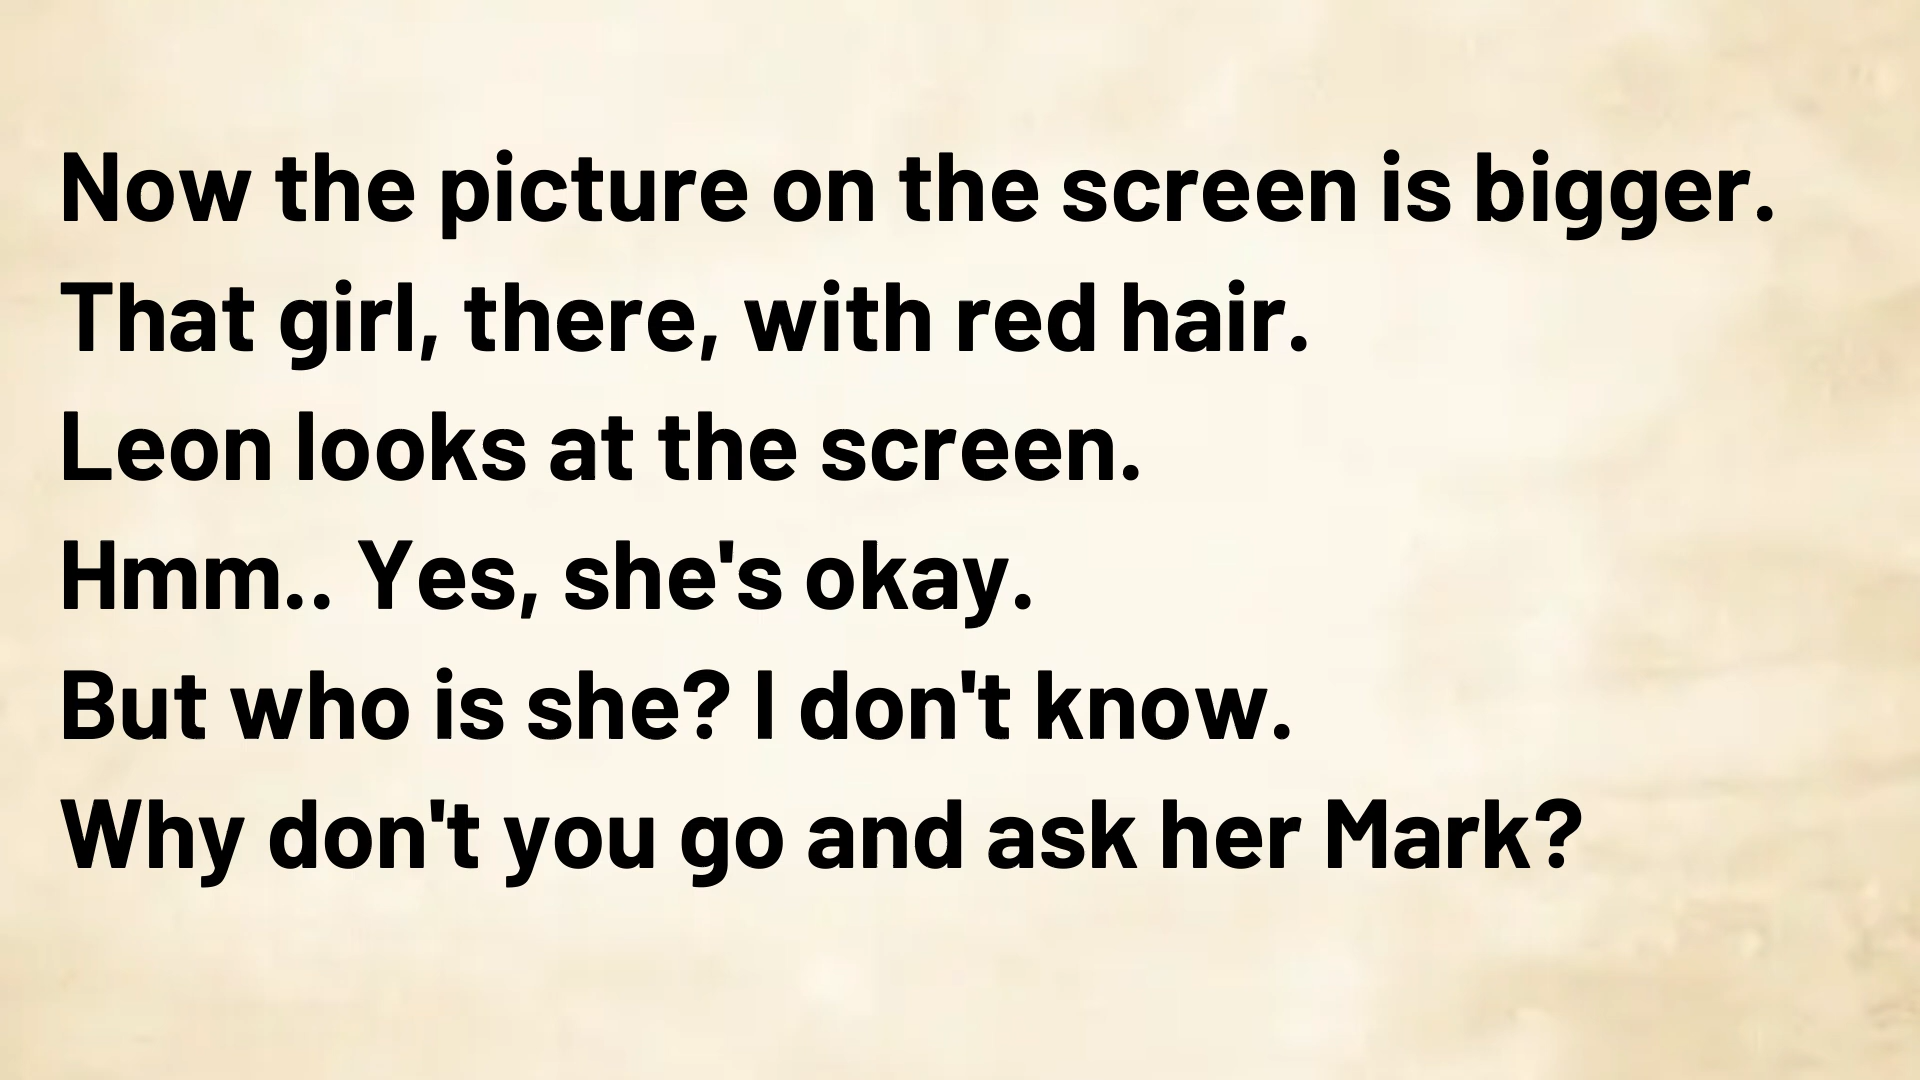 Now the picture on the screen is bigger.
That girl, there, with red hair.
Leon looks at the screen.
Hmm.. Yes, she's okay.
But who is she? I don't know.
Why don't you go and ask her Mark?